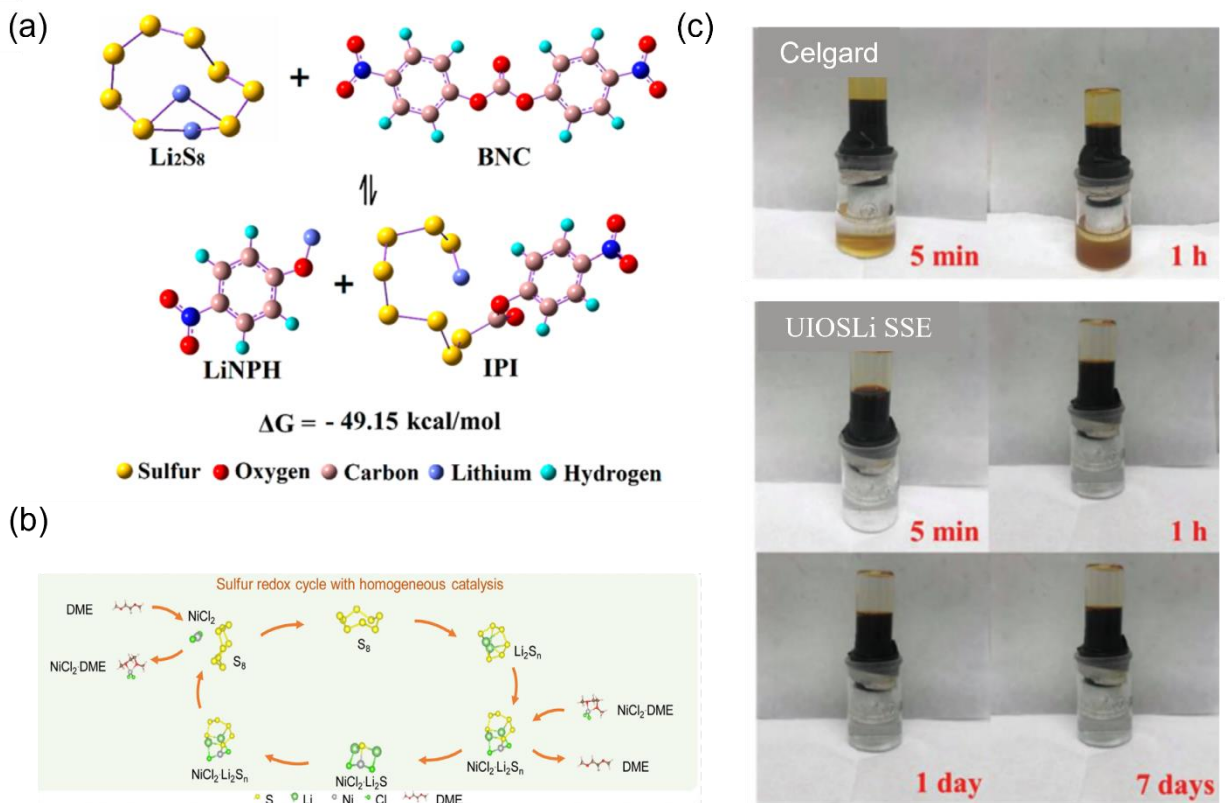 (a)
Li₂S₈
+
BNC
⇌
LiNPH
+
IPI
ΔG = - 49.15 kcal/mol
Sulfur Oxygen Carbon Lithium Hydrogen
(b)
Sulfur redox cycle with homogeneous catalysis
DME
NiCl₂
S₈
NiCl₂·DME
S₈
Li₂Sₙ
NiCl₂·DME
NiCl₂·Li₂Sₙ
DME
NiCl₂·Li₂S
NiCl₂·Li₂Sₙ
S Li Ni Cl DME
(c)
Celgard
5 min
1 h
UIOSLi SSE
5 min
1 h
1 day
7 days